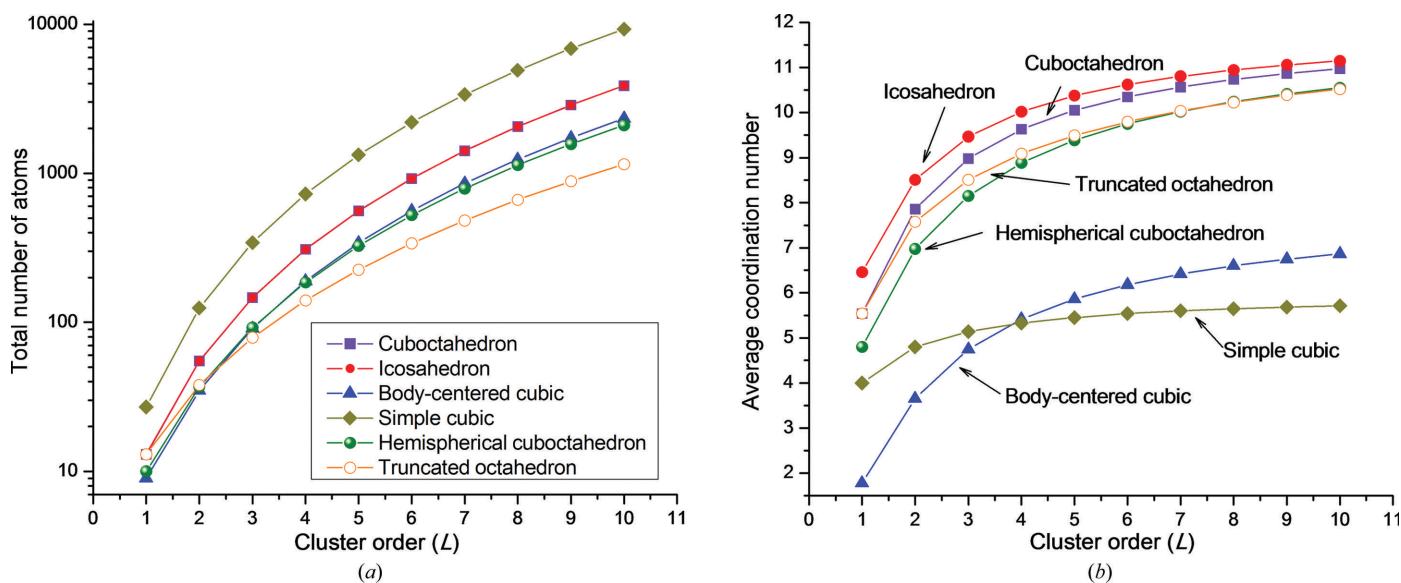 Total number of atoms
10000
1000
100
10
Cuboctahedron
Icosahedron
Body-centered cubic
Simple cubic
Hemispherical cuboctahedron
Truncated octahedron
0 1 2 3 4 5 6 7 8 9 10 11
Cluster order (L)
(a)
Average coordination number
12
11
10
9
8
7
6
5
4
3
2
Cuboctahedron
Icosahedron
Truncated octahedron
Hemispherical cuboctahedron
Simple cubic
Body-centered cubic
0 1 2 3 4 5 6 7 8 9 10 11
Cluster order (L)
(b)